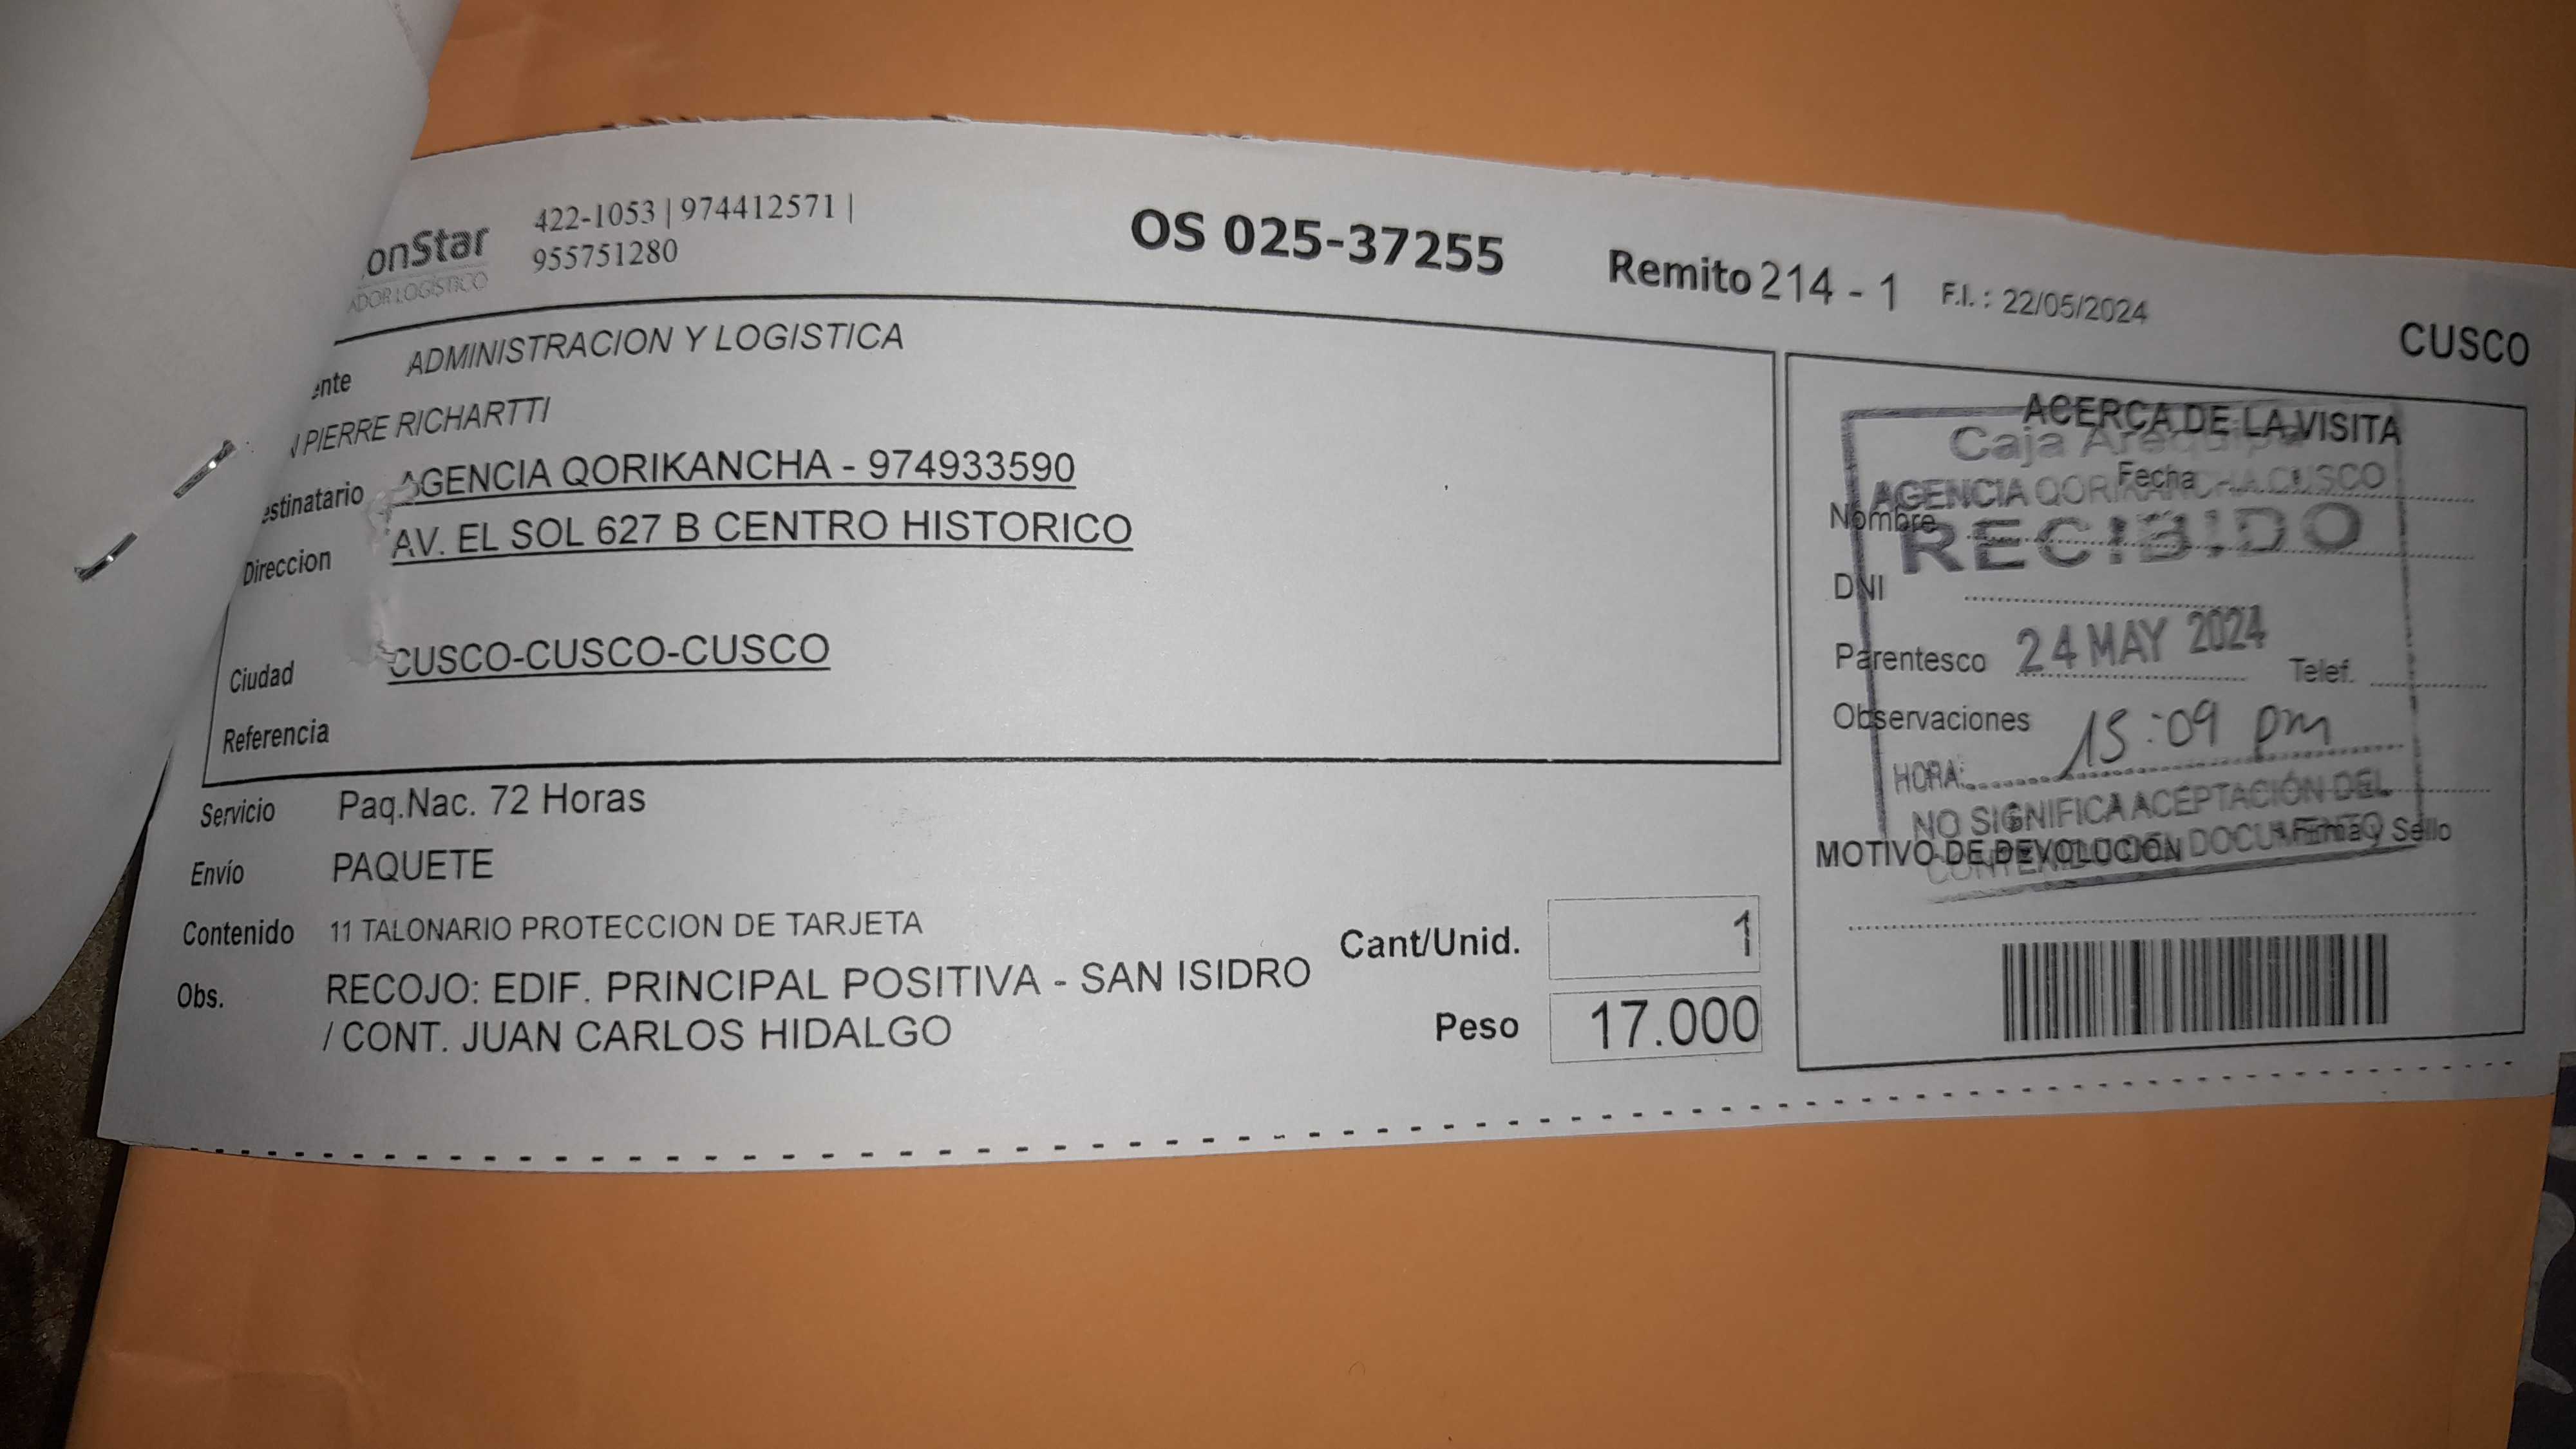 onStar
ADOR LOGÍSTICO
422-1053 | 974412571 |
955751280
OS 025-37255
Remito 214 - 1
F.I. : 22/05/2024
CUSCO
ente ADMINISTRACION Y LOGISTICA
PIERRE RICHARTTI
estinatario AGENCIA QORIKANCHA - 974933590
Direccion AV. EL SOL 627 B CENTRO HISTORICO
Ciudad CUSCO-CUSCO-CUSCO
Referencia
Servicio Paq.Nac. 72 Horas
Envío PAQUETE
Contenido 11 TALONARIO PROTECCION DE TARJETA
Obs. RECOJO: EDIF. PRINCIPAL POSITIVA - SAN ISIDRO
/ CONT. JUAN CARLOS HIDALGO
Cant/Unid. 1
Peso 17.000
ACERCA DE LA VISITA
Caja Arequipa
Fecha
AGENCIA QORIKANCHA CUSCO
Nombre
RECIBIDO
DNI
Parentesco 24 MAY 2024 Telef.
Observaciones
HORA: 15:09 pm
NO SIGNIFICA ACEPTACIÓN DEL
CONTENIDO DEL DOCUMENTO
Firma y Sello
MOTIVO DE DEVOLUCION